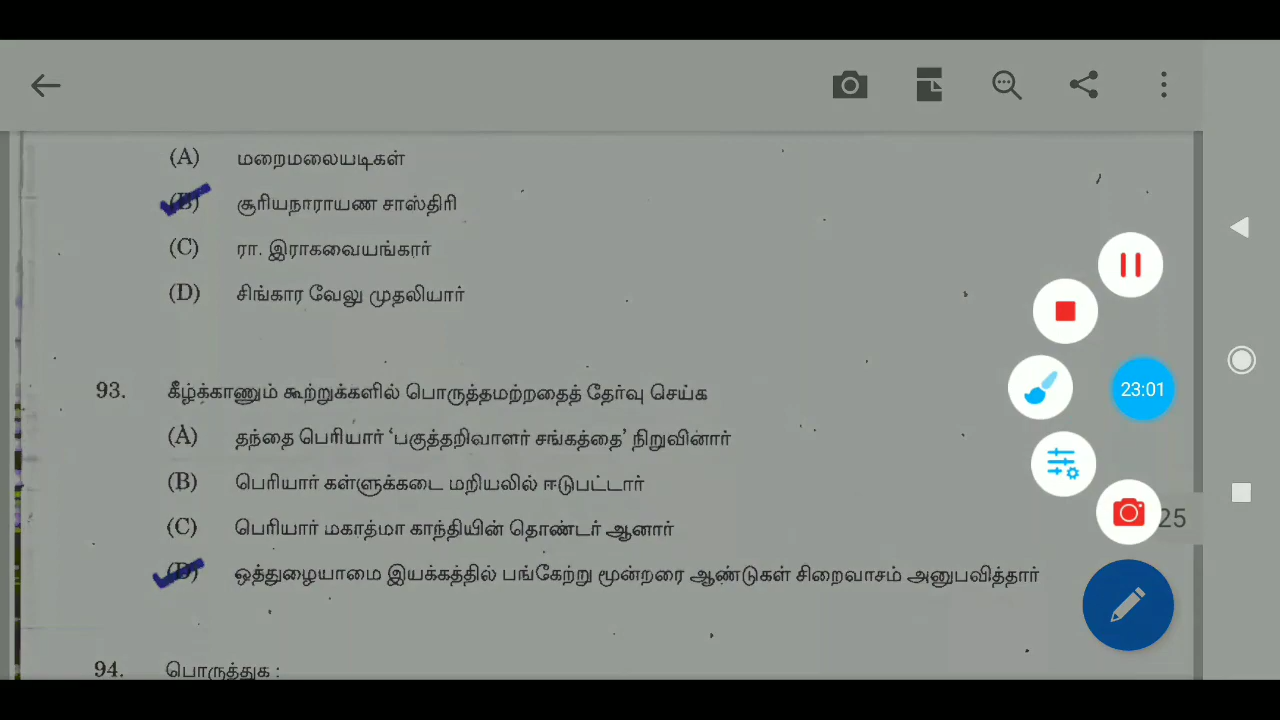 (A) மறைமலையடிகள்
(B) சூரியநாராயண சாஸ்திரி
(C) ரா. இராகவையங்கார்
(D) சிங்கார வேலு முதலியார்
93. கீழ்க்காணும் கூற்றுக்களில் பொருத்தமற்றதைத் தேர்வு செய்க
(A) தந்தை பெரியார் ‘பகுத்தறிவாளர் சங்கத்தை’ நிறுவினார்
(B) பெரியார் கள்ளுக்கடை மறியலில் ஈடுபட்டார்
(C) பெரியார் மகாத்மா காந்தியின் தொண்டர் ஆனார்
(D) ஒத்துழையாமை இயக்கத்தில் பங்கேற்று மூன்றரை ஆண்டுகள் சிறைவாசம் அனுபவித்தார்
94. பொருத்துக :
23:01
25